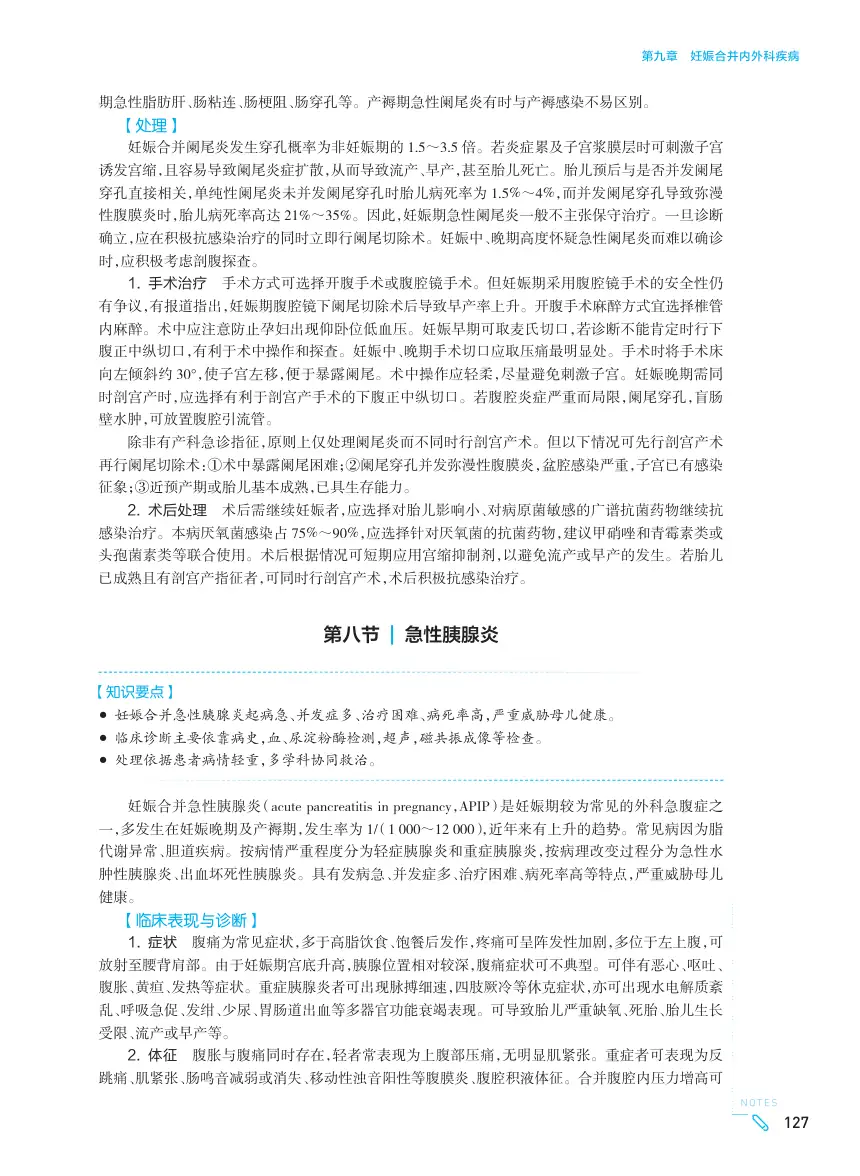 第九章 妊娠合并内外科疾病
期急性脂肪肝、肠粘连、肠梗阻、肠穿孔等。产褥期急性阑尾炎有时与产褥感染不易区别。
【处理】
妊娠合并阑尾炎发生穿孔概率为非妊娠期的 1.5～3.5 倍。若炎症累及子宫浆膜层时可刺激子宫
诱发宫缩,且容易导致阑尾炎症扩散,从而导致流产、早产,甚至胎儿死亡。胎儿预后与是否并发阑尾
穿孔直接相关,单纯性阑尾炎未并发阑尾穿孔时胎儿病死率为 1.5%～4%,而并发阑尾穿孔导致弥漫
性腹膜炎时,胎儿病死率高达 21%～35%。因此,妊娠期急性阑尾炎一般不主张保守治疗。一旦诊断
确立,应在积极抗感染治疗的同时立即行阑尾切除术。妊娠中、晚期高度怀疑急性阑尾炎而难以确诊
时,应积极考虑剖腹探查。
1. 手术治疗 手术方式可选择开腹手术或腹腔镜手术。但妊娠期采用腹腔镜手术的安全性仍
有争议,有报道指出,妊娠期腹腔镜下阑尾切除术后导致早产率上升。开腹手术麻醉方式宜选择椎管
内麻醉。术中应注意防止孕妇出现仰卧位低血压。妊娠早期可取麦氏切口,若诊断不能肯定时行下
腹正中纵切口,有利于术中操作和探查。妊娠中、晚期手术切口应取压痛最明显处。手术时将手术床
向左倾斜约 30°,使子宫左移,便于暴露阑尾。术中操作应轻柔,尽量避免刺激子宫。妊娠晚期需同
时剖宫产时,应选择有利于剖宫产手术的下腹正中纵切口。若腹腔炎症严重而局限,阑尾穿孔,盲肠
壁水肿,可放置腹腔引流管。
除非有产科急诊指征,原则上仅处理阑尾炎而不同时行剖宫产术。但以下情况可先行剖宫产术
再行阑尾切除术:①术中暴露阑尾困难;②阑尾穿孔并发弥漫性腹膜炎,盆腔感染严重,子宫已有感染
征象;③近预产期或胎儿基本成熟,已具生存能力。
2. 术后处理 术后需继续妊娠者,应选择对胎儿影响小、对病原菌敏感的广谱抗菌药物继续抗
感染治疗。本病厌氧菌感染占 75%～90%,应选择针对厌氧菌的抗菌药物,建议甲硝唑和青霉素类或
头孢菌素类等联合使用。术后根据情况可短期应用宫缩抑制剂,以避免流产或早产的发生。若胎儿
已成熟且有剖宫产指征者,可同时行剖宫产术,术后积极抗感染治疗。
第八节 | 急性胰腺炎
【知识要点】
● 妊娠合并急性胰腺炎起病急、并发症多、治疗困难、病死率高,严重威胁母儿健康。
● 临床诊断主要依靠病史,血、尿淀粉酶检测,超声,磁共振成像等检查。
● 处理依据患者病情轻重,多学科协同救治。
妊娠合并急性胰腺炎(acute pancreatitis in pregnancy,APIP)是妊娠期较为常见的外科急腹症之
一,多发生在妊娠晚期及产褥期,发生率为 1/(1 000～12 000),近年来有上升的趋势。常见病因为脂
代谢异常、胆道疾病。按病情严重程度分为轻症胰腺炎和重症胰腺炎,按病理改变过程分为急性水
肿性胰腺炎、出血坏死性胰腺炎。具有发病急、并发症多、治疗困难、病死率高等特点,严重威胁母儿
健康。
【临床表现与诊断】
1. 症状 腹痛为常见症状,多于高脂饮食、饱餐后发作,疼痛可呈阵发性加剧,多位于左上腹,可
放射至腰背肩部。由于妊娠期宫底升高,胰腺位置相对较深,腹痛症状可不典型。可伴有恶心、呕吐、
腹胀、黄疸、发热等症状。重症胰腺炎者可出现脉搏细速,四肢厥冷等休克症状,亦可出现水电解质紊
乱、呼吸急促、发绀、少尿、胃肠道出血等多器官功能衰竭表现。可导致胎儿严重缺氧、死胎、胎儿生长
受限、流产或早产等。
2. 体征 腹胀与腹痛同时存在,轻者常表现为上腹部压痛,无明显肌紧张。重症者可表现为反
跳痛、肌紧张、肠鸣音减弱或消失、移动性浊音阳性等腹膜炎、腹腔积液体征。合并腹腔内压力增高可
NOTES
127